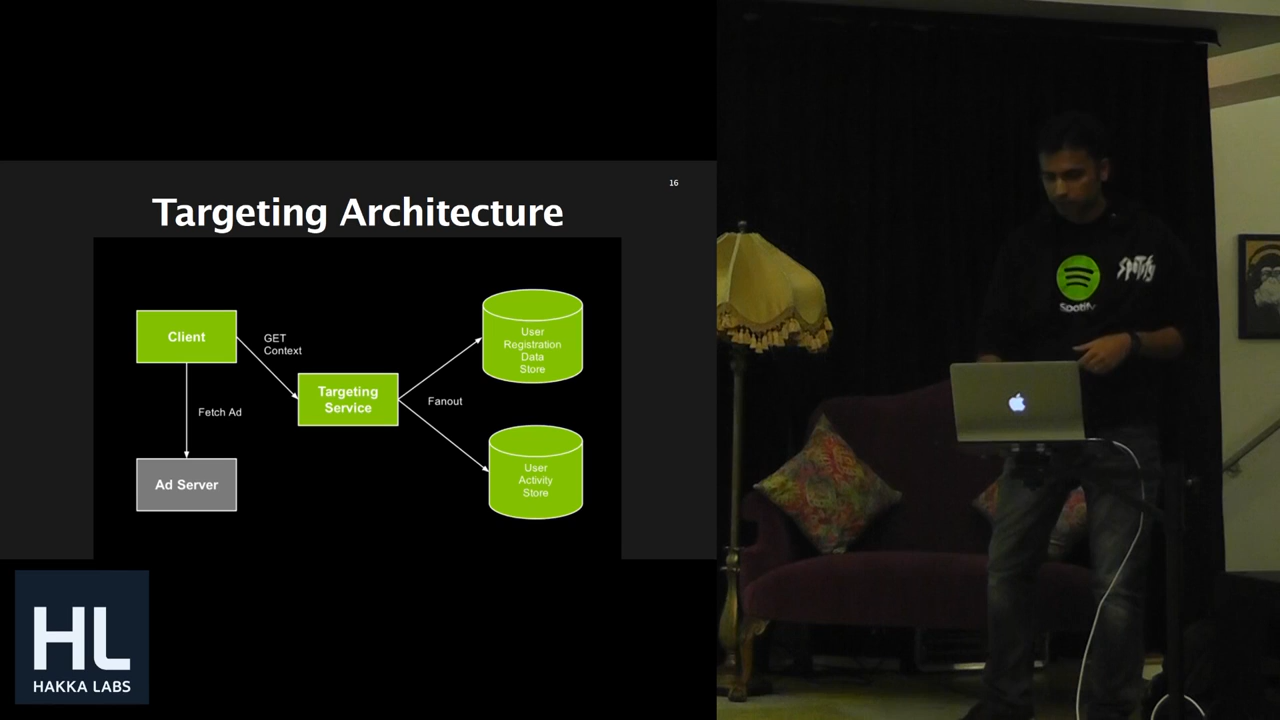 16
Targeting Architecture
Client
GET
Context
Targeting
Service
Fetch Ad
Ad Server
Fanout
User
Registration
Data
Store
User
Activity
Store
HL
HAKKA LABS
Spotify
Spotify